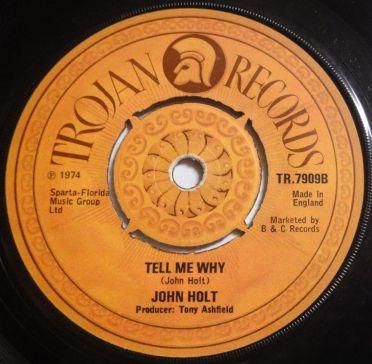 TROJAN RECORDS
℗ 1974
TR.7909B
Sparta-Florida
Music Group
Ltd
Made in
England
Marketed by
B & C Records
TELL ME WHY
(John Holt)
JOHN HOLT
Producer: Tony Ashfield